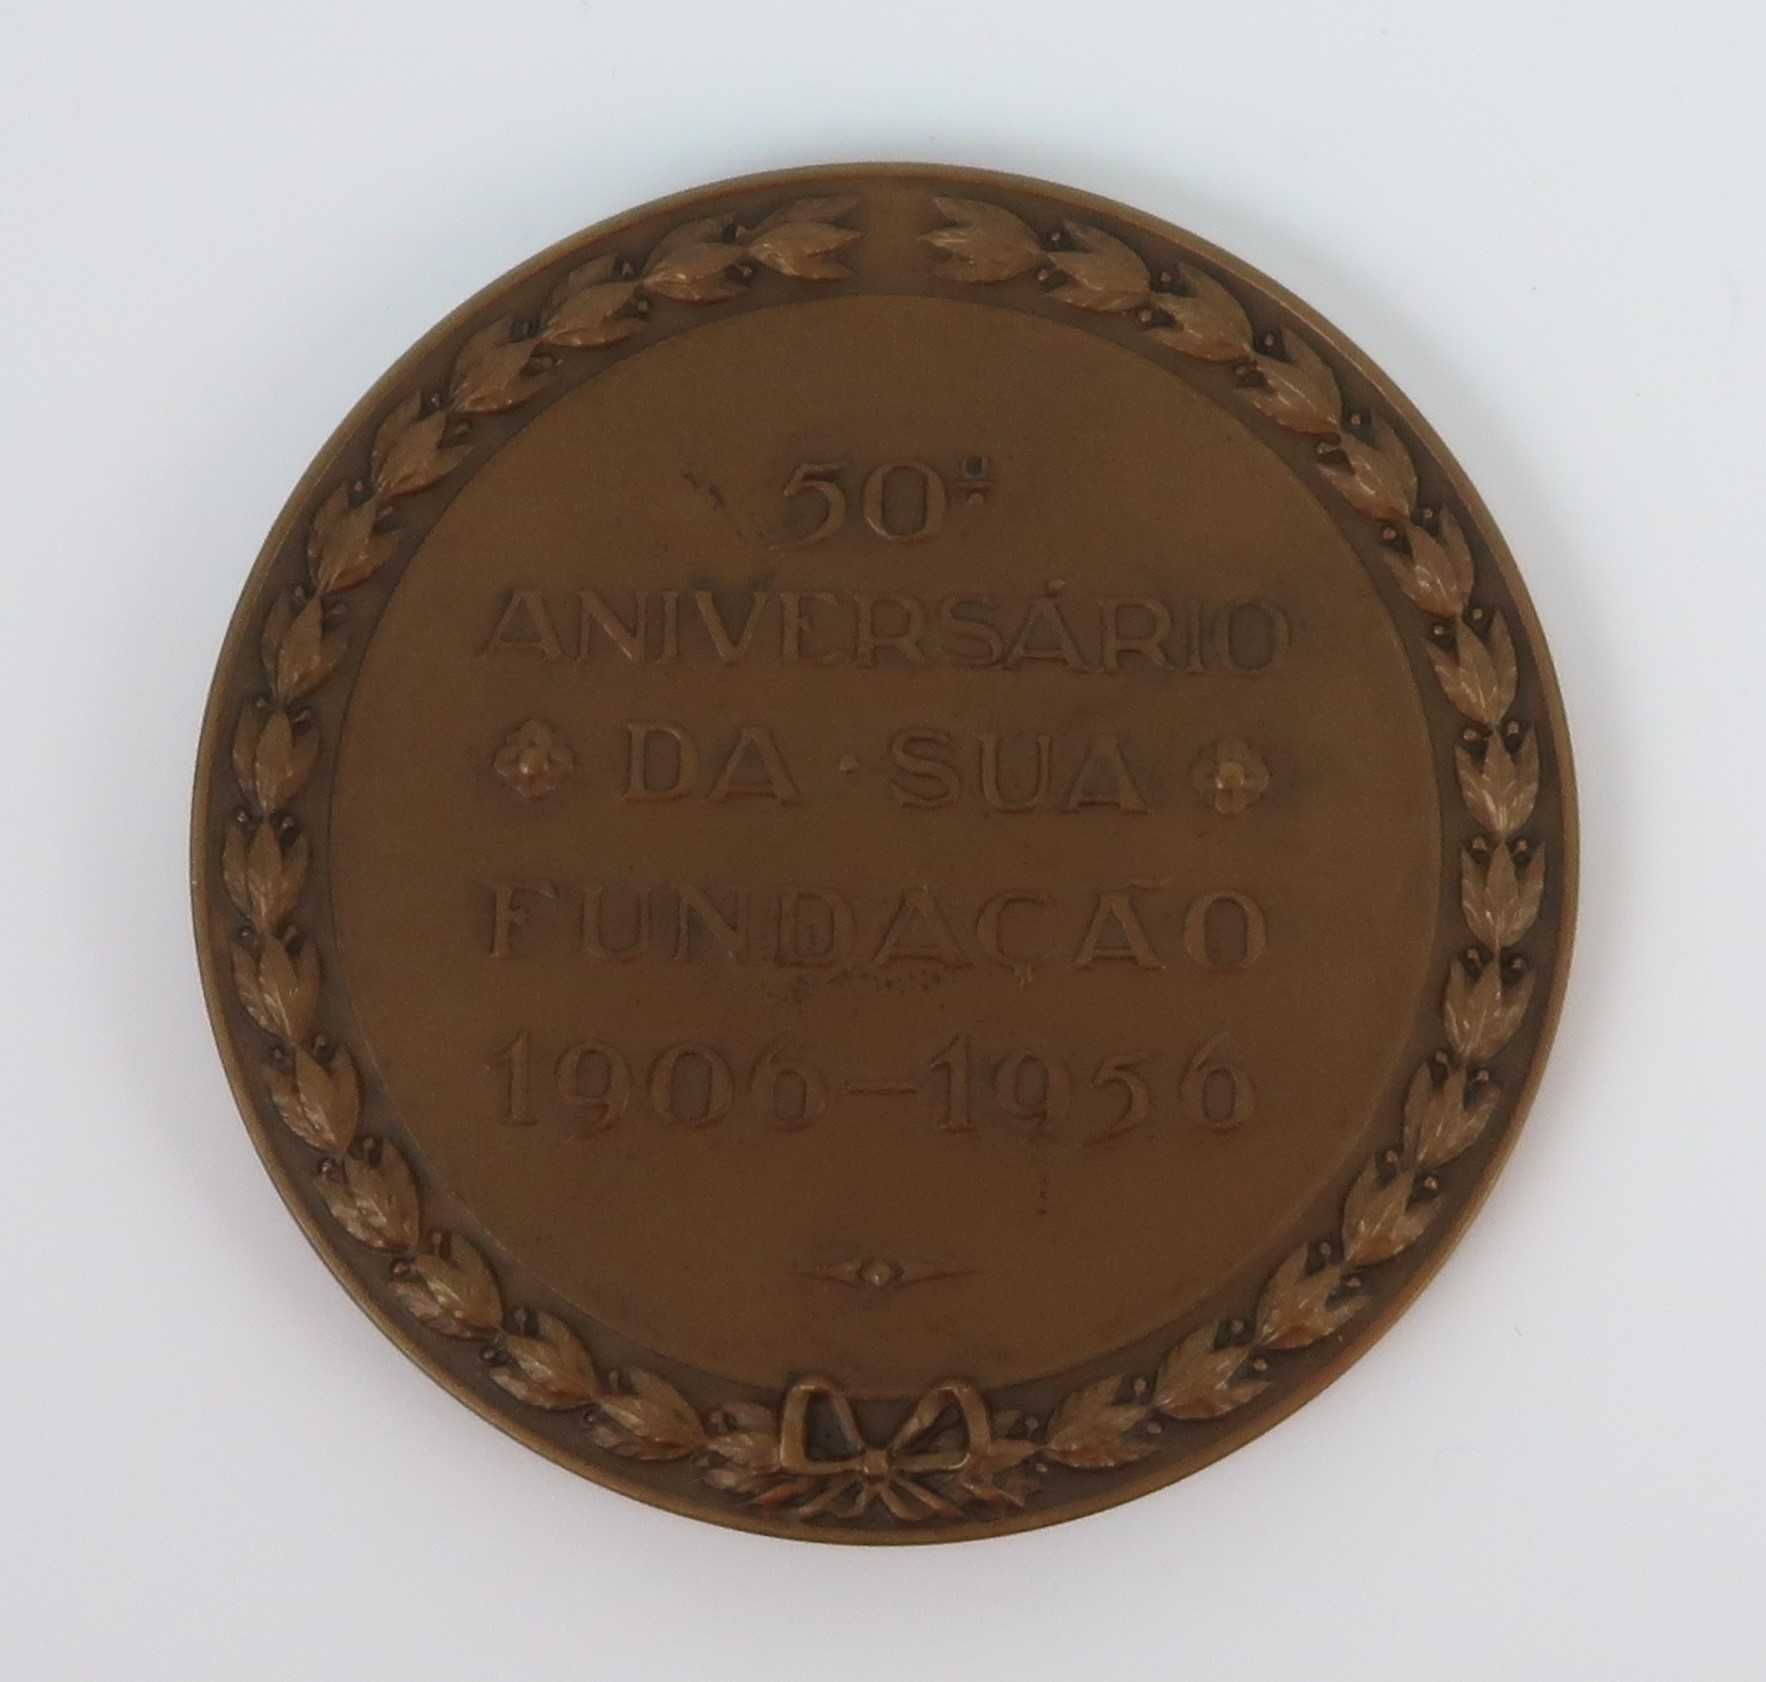 50º
ANIVERSÁRIO
DA · SUA
FUNDAÇÃO
1906-1956